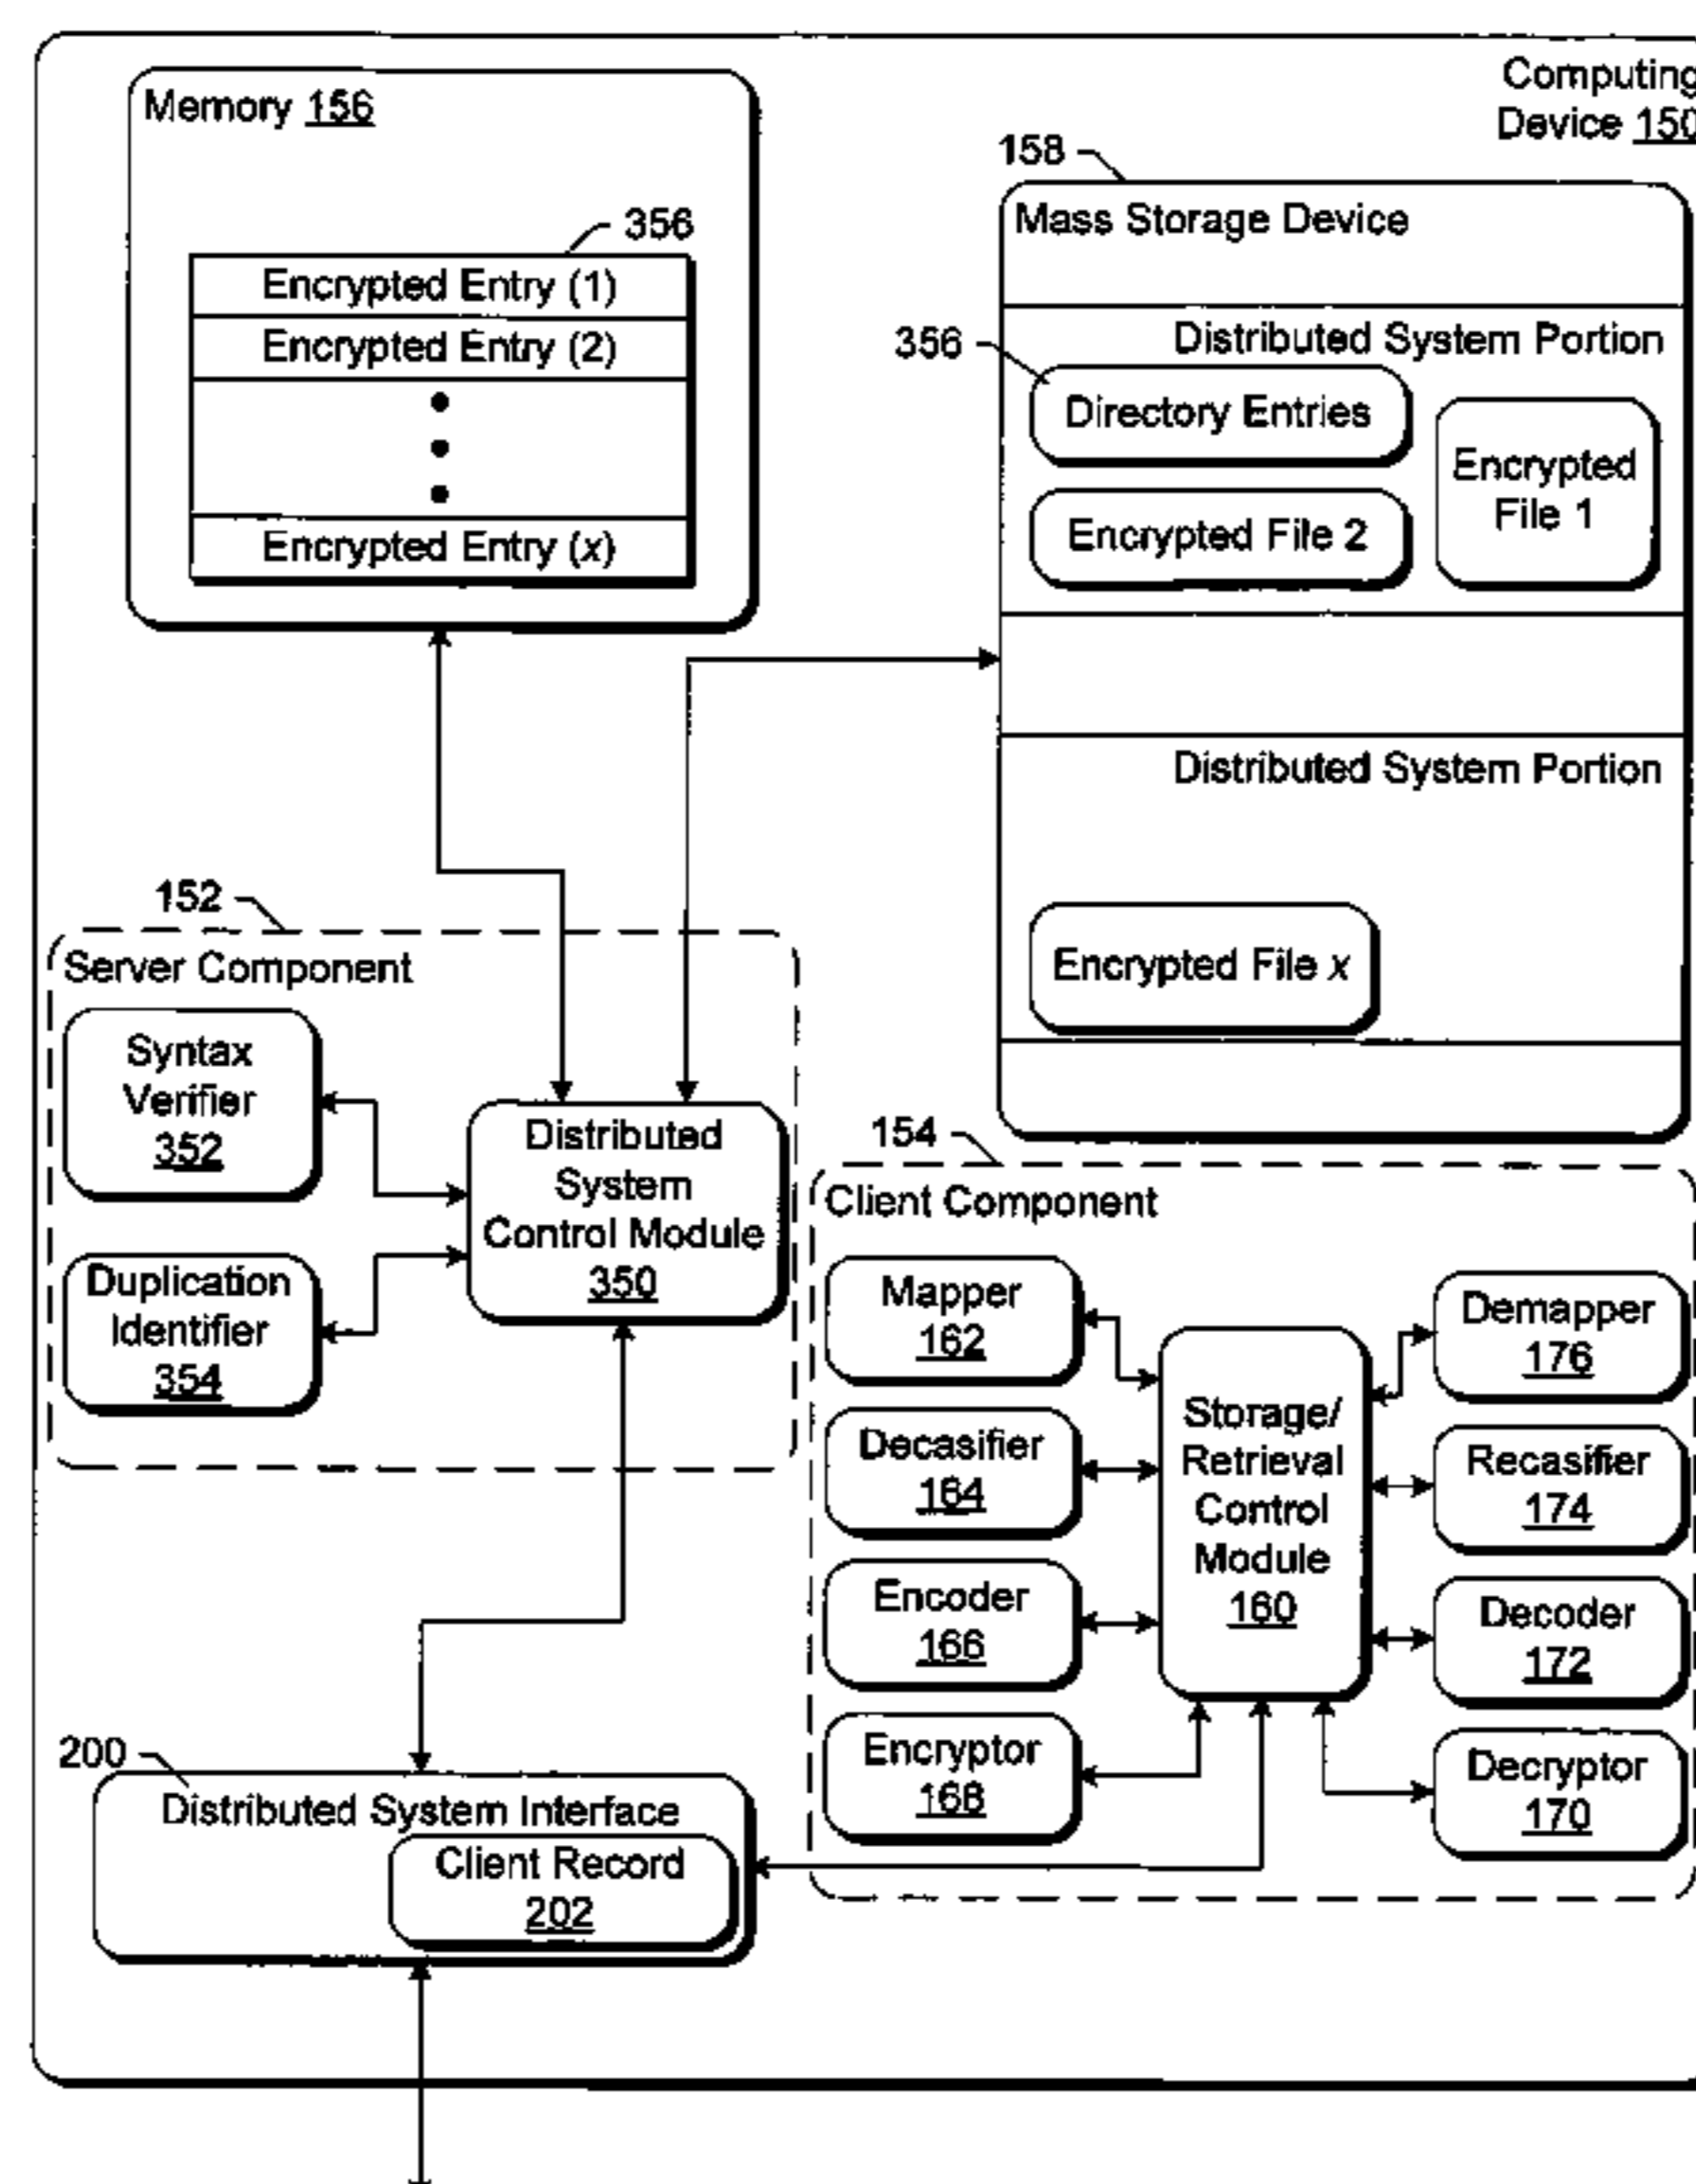 Computing
Device 150
Memory 156
356
Encrypted Entry (1)
Encrypted Entry (2)
Encrypted Entry (x)
158
Mass Storage Device
Distributed System Portion
356
Directory Entries
Encrypted
File 1
Encrypted File 2
Distributed System Portion
Encrypted File x
152
Server Component
Syntax
Verifier
352
Duplication
Identifier
354
Distributed
System
Control Module
350
154
Client Component
Mapper
162
Decasifier
164
Encoder
166
Encryptor
168
Storage/
Retrieval
Control
Module
160
Demapper
176
Recasifier
174
Decoder
172
Decryptor
170
200
Distributed System Interface
Client Record
202